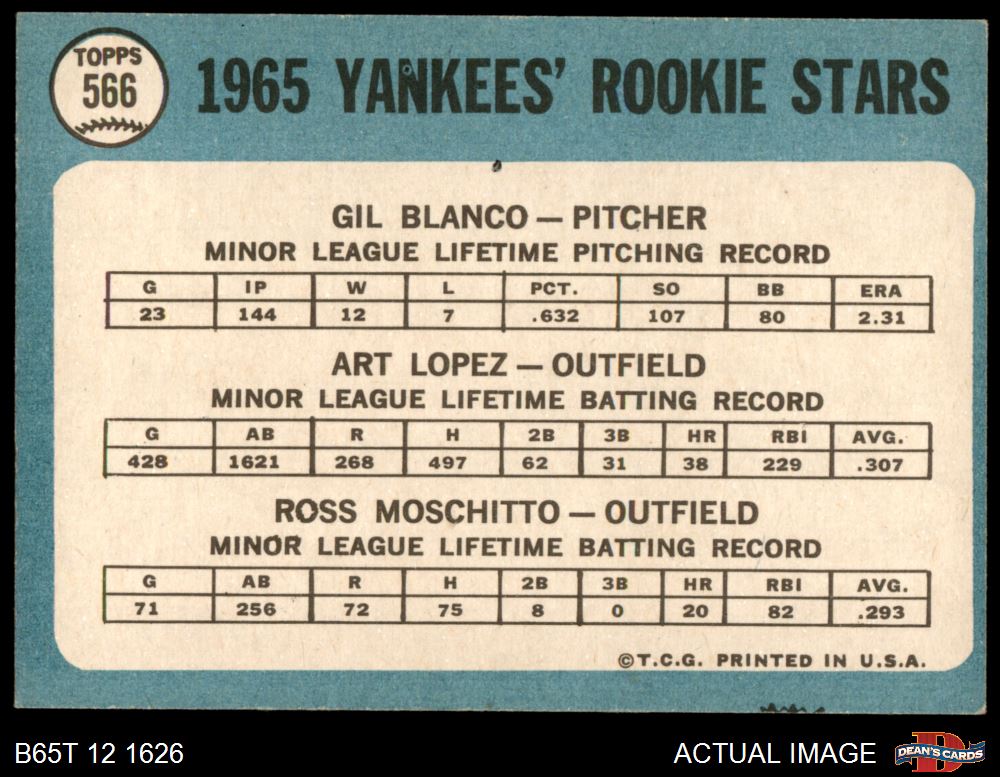 TOPPS
566
1965 YANKEES' ROOKIE STARS
GIL BLANCO — PITCHER
MINOR LEAGUE LIFETIME PITCHING RECORD
G IP W L PCT. SO BB ERA
23 144 12 7 .632 107 80 2.31
ART LOPEZ — OUTFIELD
MINOR LEAGUE LIFETIME BATTING RECORD
G AB R H 2B 3B HR RBI AVG.
428 1621 268 497 62 31 38 229 .307
ROSS MOSCHITTO — OUTFIELD
MINOR LEAGUE LIFETIME BATTING RECORD
G AB R H 2B 3B HR RBI AVG.
71 256 72 75 8 0 20 82 .293
©T.C.G. PRINTED IN U.S.A.
B65T 12 1626
ACTUAL IMAGE
D
DEAN'S CARDS